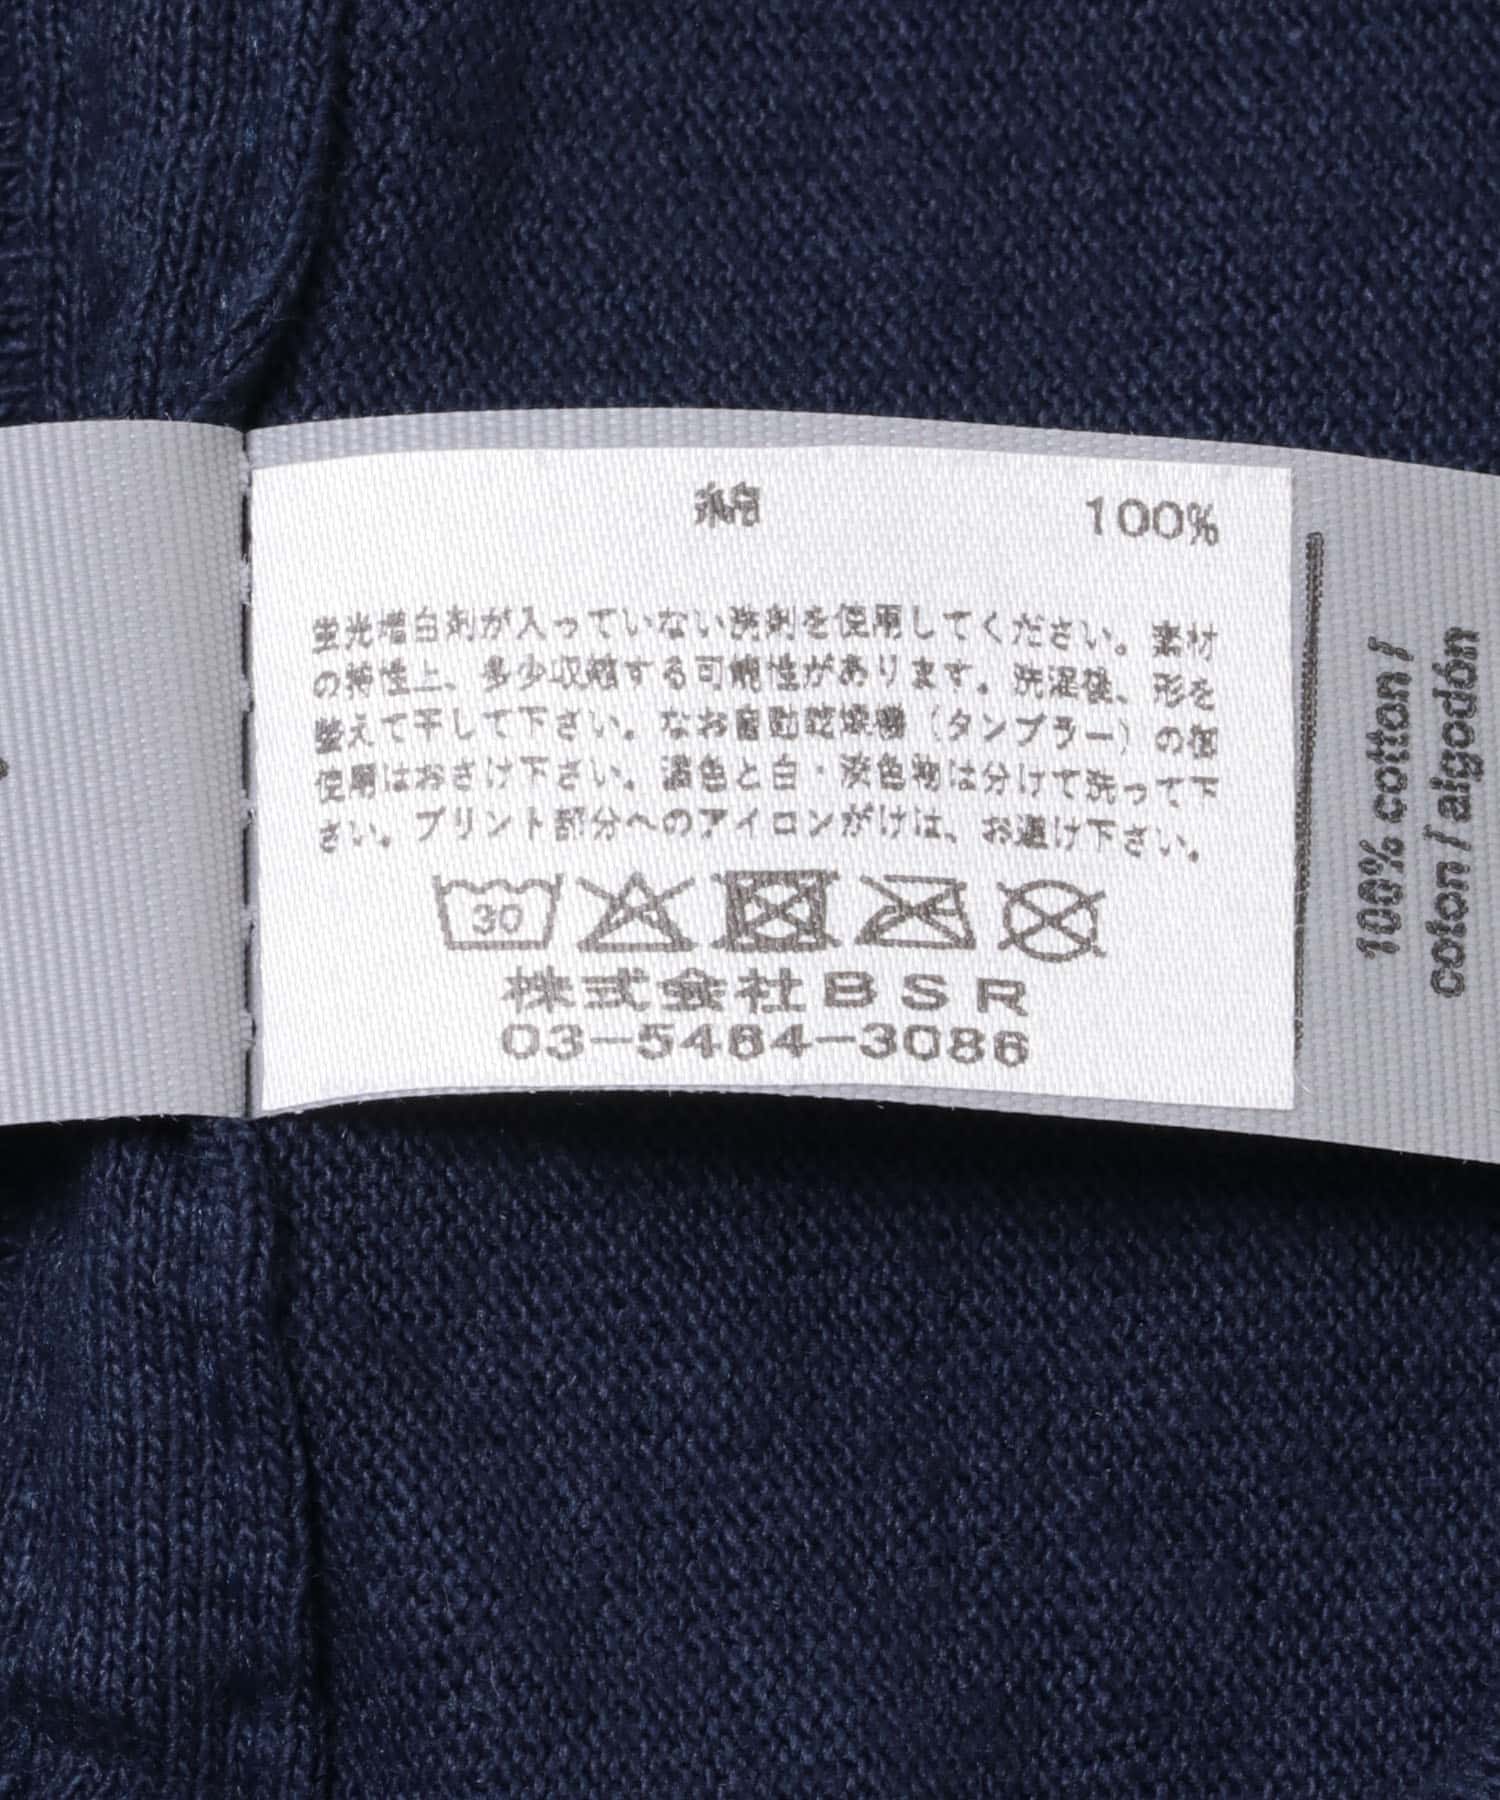 綿 100%
蛍光増白剤が入っていない洗剤を使用してください。素材
の特性上、多少収縮する可能性があります。洗濯後、形を
整えて干して下さい。なお自動乾燥機（タンブラー）の御
使用はおさけ下さい。濃色と白・淡色物は分けて洗って下
さい。プリント部分へのアイロンがけは、お避け下さい。
30
株式会社BSR
03-5484-3086
100% cotton /
coton / algodón